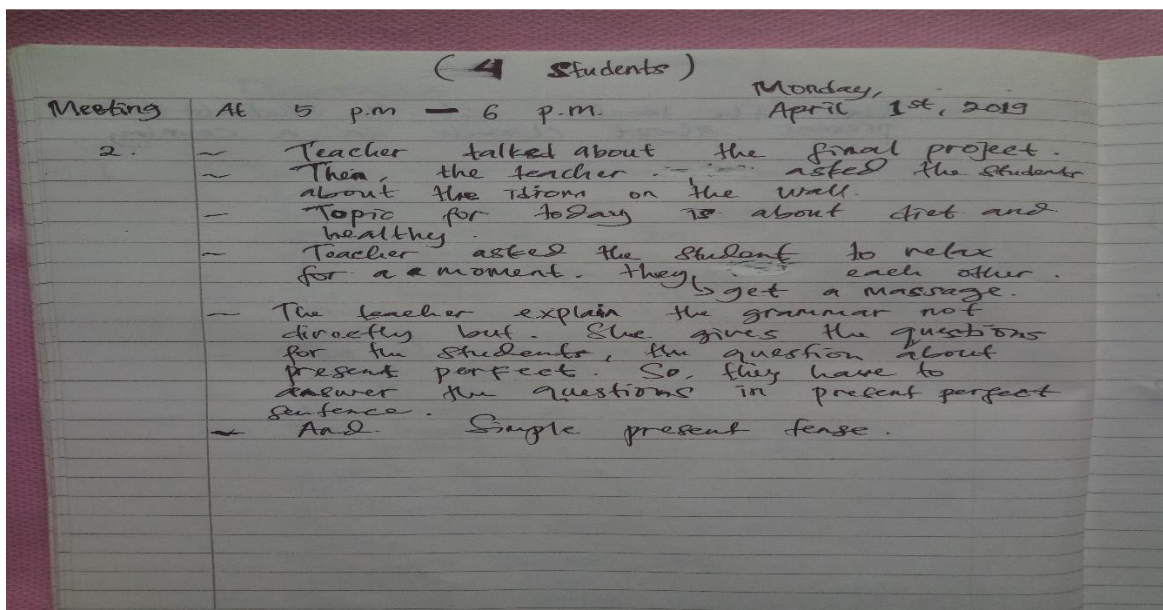 (4 Students)
Monday,
Meeting At 5 p.m — 6 p.m. April 1st, 2019
2. - Teacher talked about the final project.
- Then, the teacher asked the students
about the idiom on the wall.
- Topic for today is about diet and
healthy.
- Teacher asked the student to relax
for a moment. they each other.
↳ get a massage.
- The teacher explain the grammar not
directly but. She gives the questions
for the students, the question about
present perfect. So, they have to
answer the questions in present perfect
sentence.
- And Simple present tense.